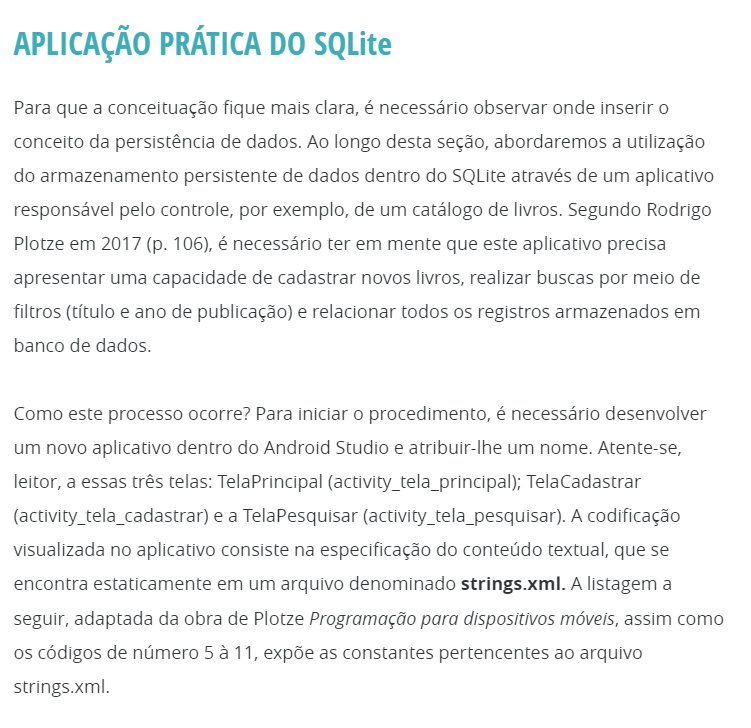 APLICAÇÃO PRÁTICA DO SQLite
Para que a conceituação fique mais clara, é necessário observar onde inserir o
conceito da persistência de dados. Ao longo desta seção, abordaremos a utilização
do armazenamento persistente de dados dentro do SQLite através de um aplicativo
responsável pelo controle, por exemplo, de um catálogo de livros. Segundo Rodrigo
Plotze em 2017 (p. 106), é necessário ter em mente que este aplicativo precisa
apresentar uma capacidade de cadastrar novos livros, realizar buscas por meio de
filtros (título e ano de publicação) e relacionar todos os registros armazenados em
banco de dados.
Como este processo ocorre? Para iniciar o procedimento, é necessário desenvolver
um novo aplicativo dentro do Android Studio e atribuir-lhe um nome. Atente-se,
leitor, a essas três telas: TelaPrincipal (activity_tela_principal); TelaCadastrar
(activity_tela_cadastrar) e a TelaPesquisar (activity_tela_pesquisar). A codificação
visualizada no aplicativo consiste na especificação do conteúdo textual, que se
encontra estaticamente em um arquivo denominado strings.xml. A listagem a
seguir, adaptada da obra de Plotze Programação para dispositivos móveis, assim como
os códigos de número 5 à 11, expõe as constantes pertencentes ao arquivo
strings.xml.